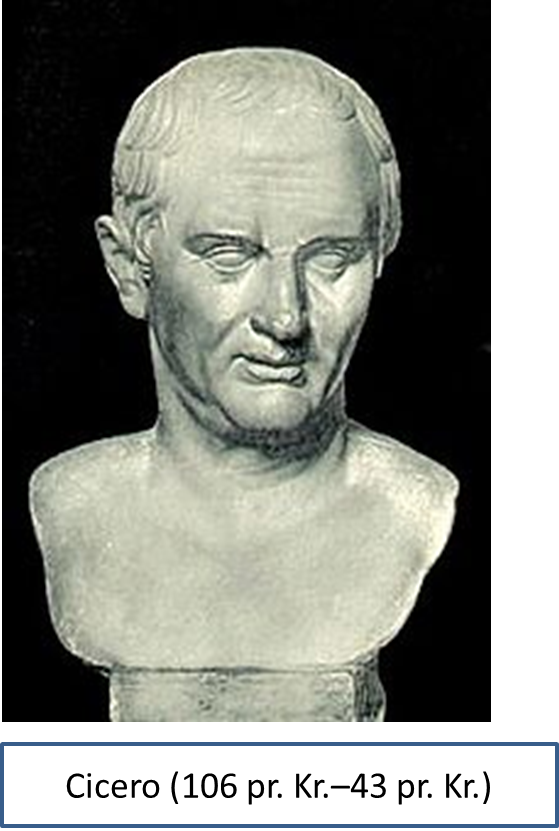 Cicero (106 pr. Kr.–43 pr. Kr.)